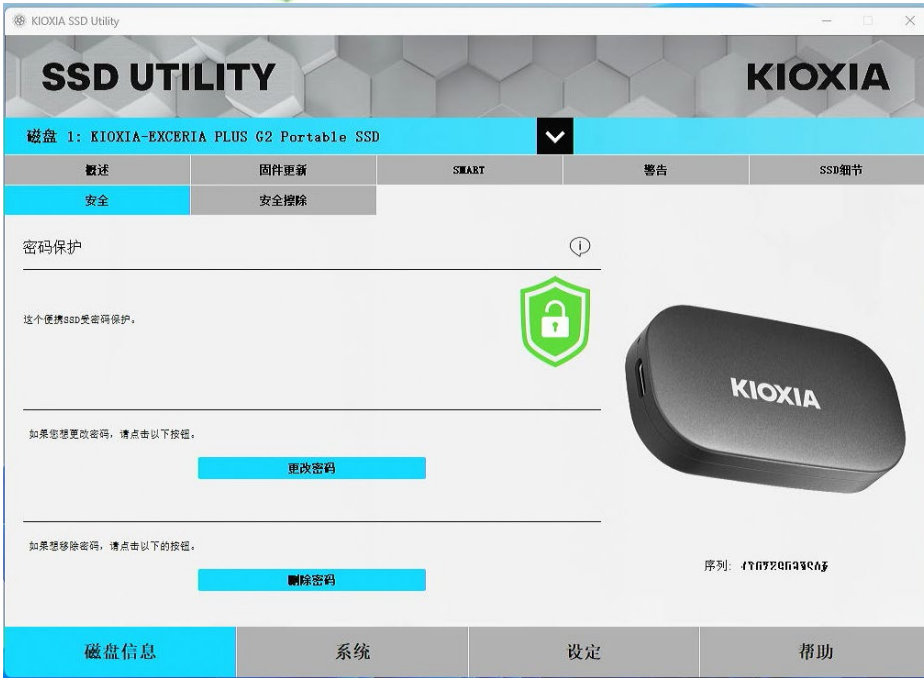 KIOXIA SSD Utility
SSD UTILITY
KIOXIA
磁盘 1: KIOXIA-EXCERIA PLUS G2 Portable SSD
概述
固件更新
SMART
警告
SSD细节
安全
安全擦除
密码保护
这个便携SSD受密码保护。
KIOXIA
如果您想更改密码，请点击以下按钮。
更改密码
如果想移除密码，请点击以下的按钮。
删除密码
序列:
磁盘信息
系统
设定
帮助